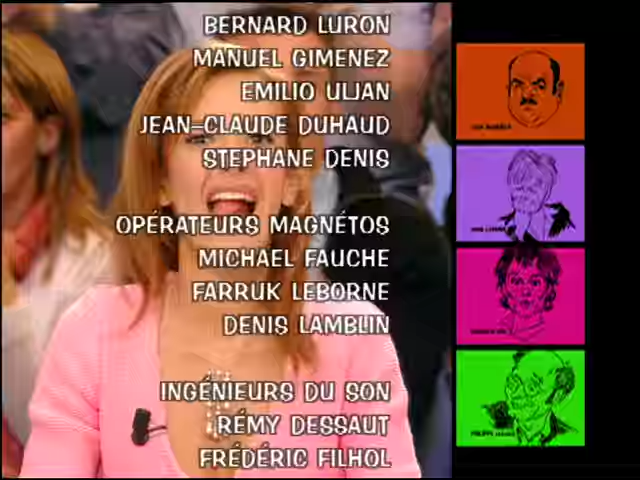 BERNARD LURON
MANUEL GIMENEZ
EMILIO ULJAN
JEAN-CLAUDE DUHAUD
STEPHANE DENIS
OPÉRATEURS MAGNÉTOS
MICHAEL FAUCHE
FARRUK LEBORNE
DENIS LAMBLIN
INGÉNIEURS DU SON
RÉMY DESSAUT
FRÉDÉRIC FILHOL